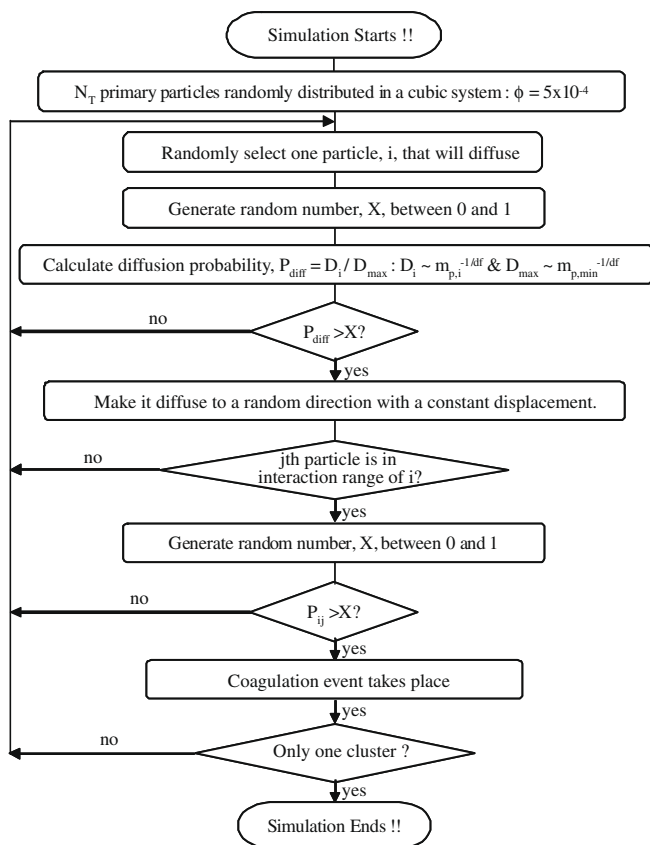 Simulation Starts !!
N_T primary particles randomly distributed in a cubic system : ϕ = 5x10^-4
Randomly select one particle, i, that will diffuse
Generate random number, X, between 0 and 1
Calculate diffusion probability, P_diff = D_i / D_max : D_i ~ m_p,i^-1/df & D_max ~ m_p,min^-1/df
no
P_diff >X?
yes
Make it diffuse to a random direction with a constant displacement.
no
jth particle is in
interaction range of i?
yes
Generate random number, X, between 0 and 1
no
P_ij >X?
yes
Coagulation event takes place
yes
no
Only one cluster ?
yes
Simulation Ends !!